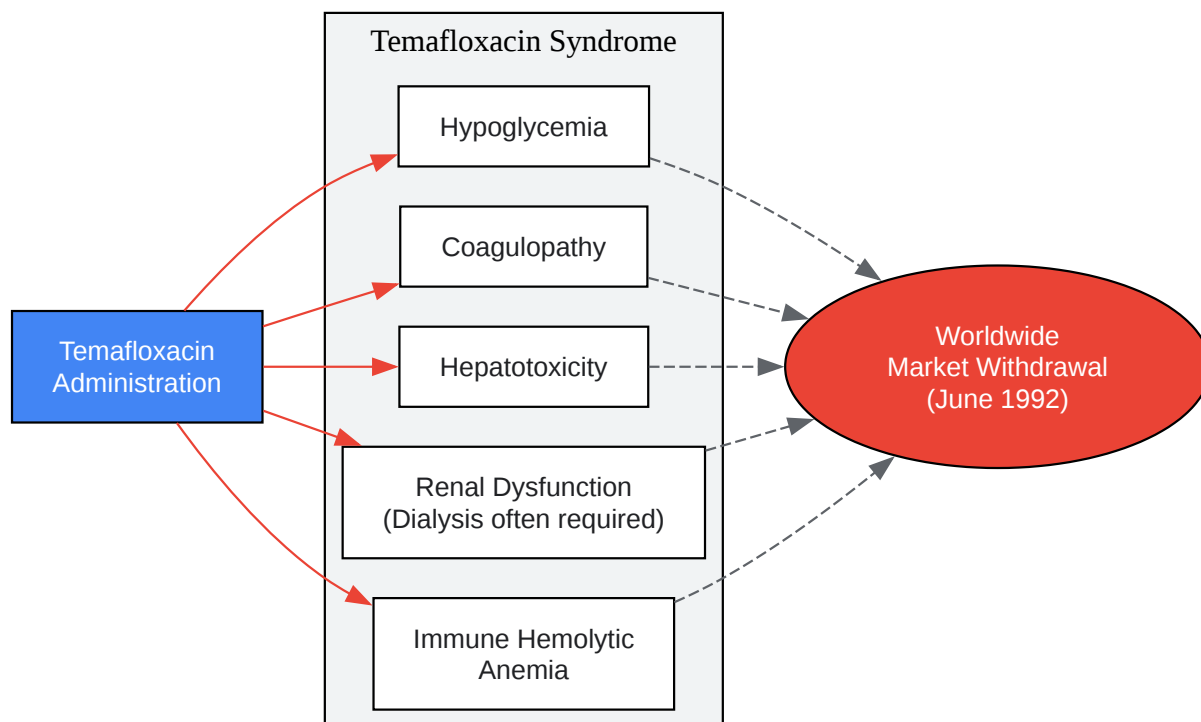 Temafloxacin Syndrome
Hypoglycemia
Coagulopathy
Temafloxacin
Administration
Hepatotoxicity
Worldwide
Market Withdrawal
(June 1992)
Renal Dysfunction
(Dialysis often required)
Immune Hemolytic
Anemia